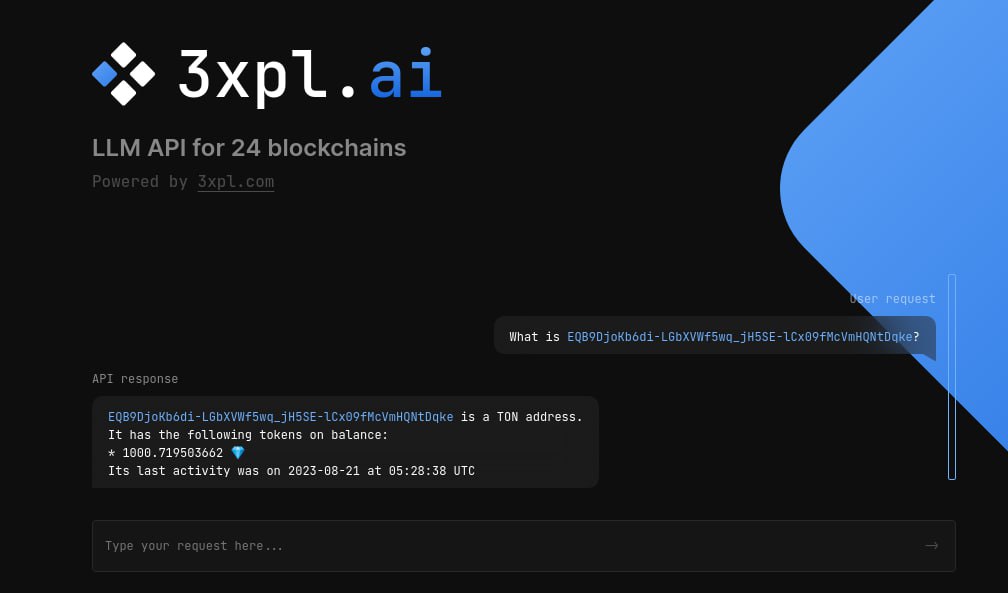 3xpl.ai
LLM API for 24 blockchains
Powered by 3xpl.com
User request
What is EQB9DjoKb6di-LGbXVWf5wq_jH5SE-lCx09fMcVmHQNtDqke?
API response
EQB9DjoKb6di-LGbXVWf5wq_jH5SE-lCx09fMcVmHQNtDqke is a TON address.
It has the following tokens on balance:
* 1000.719503662 💎
Its last activity was on 2023-08-21 at 05:28:38 UTC
Type your request here...